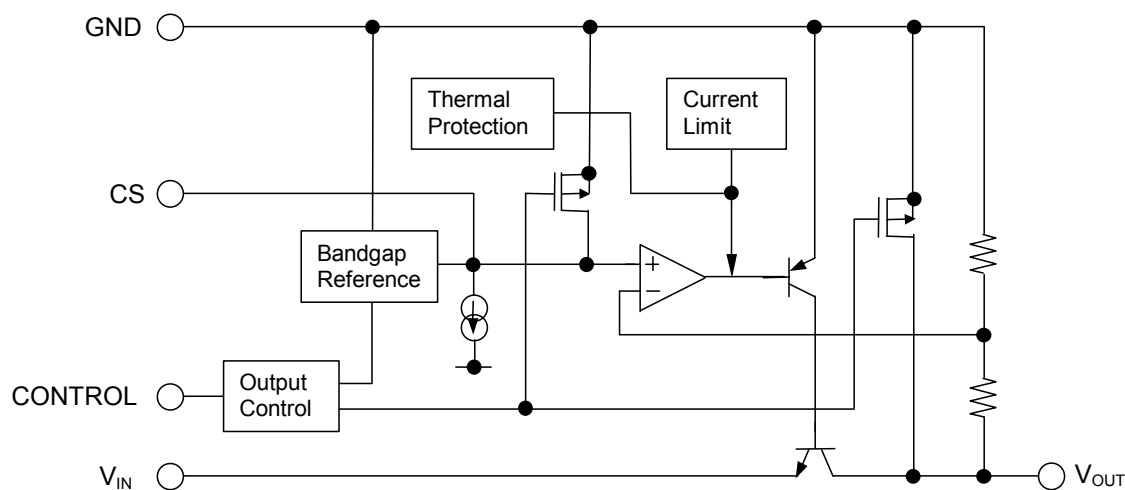 GND
Thermal
Protection
Current
Limit
CS
Bandgap
Reference
+
−
CONTROL
Output
Control
VIN
VOUT